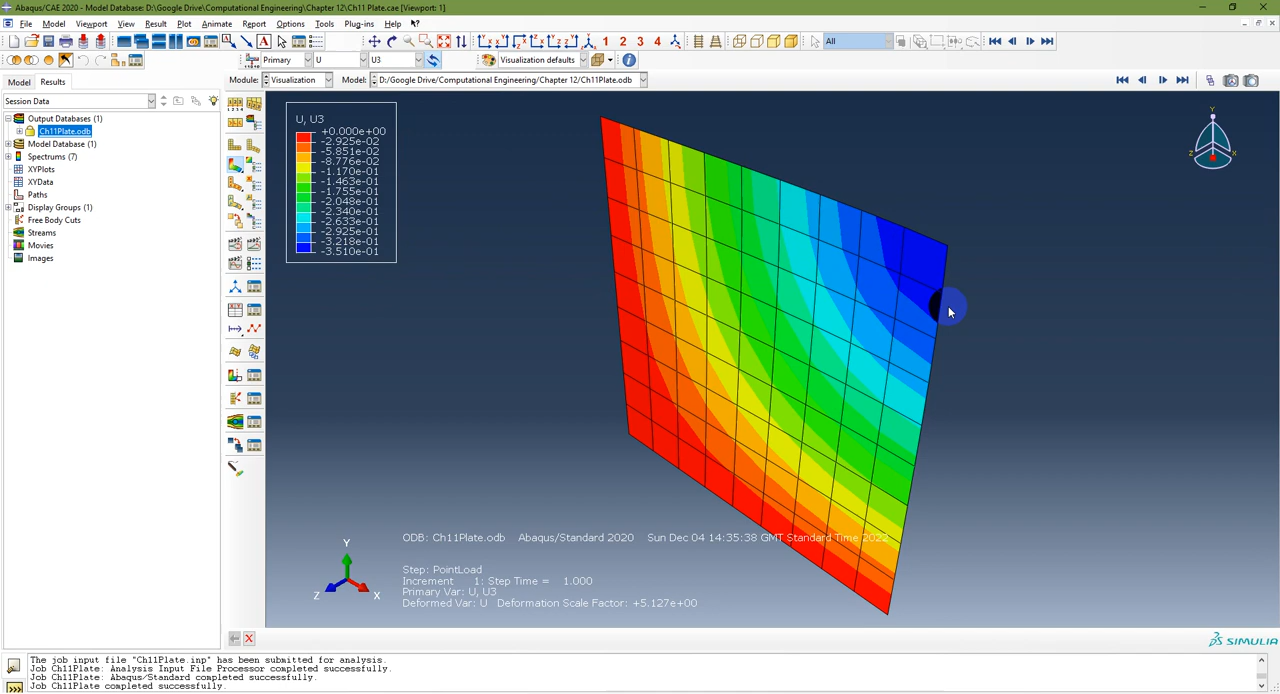 Abaqus/CAE 2020 - Model Database: D:\Google Drive\Computational Engineering\Chapter 12\Ch11 Plate.cae [Viewport: 1]
File Model Viewport View Result Plot Animate Report Options Tools Plug-ins Help
1 2 3 4 All
Primary U U3 Visualization defaults
Model Results Module: Visualization Model: D:/Google Drive/Computational Engineering/Chapter 12/Ch11Plate.odb
Session Data
Output Databases (1)
Ch11Plate.odb
Model Database (1)
Spectrums (7)
XYPlots
XYData
Paths
Display Groups (1)
Free Body Cuts
Streams
Movies
Images
U, U3
+0.000e+00
-2.925e-02
-5.851e-02
-8.776e-02
-1.170e-01
-1.463e-01
-1.755e-01
-2.048e-01
-2.340e-01
-2.633e-01
-2.925e-01
-3.218e-01
-3.510e-01
Y
Z X
Y
Z X
ODB: Ch11Plate.odb Abaqus/Standard 2020 Sun Dec 04 14:35:38 GMT Standard Time 2022
Step: PointLoad
Increment 1: Step Time = 1.000
Primary Var: U, U3
Deformed Var: U Deformation Scale Factor: +5.127e+00
SIMULIA
The job input file "Ch11Plate.inp" has been submitted for analysis.
Job Ch11Plate: Analysis Input File Processor completed successfully.
Job Ch11Plate: Abaqus/Standard completed successfully.
Job Ch11Plate completed successfully.